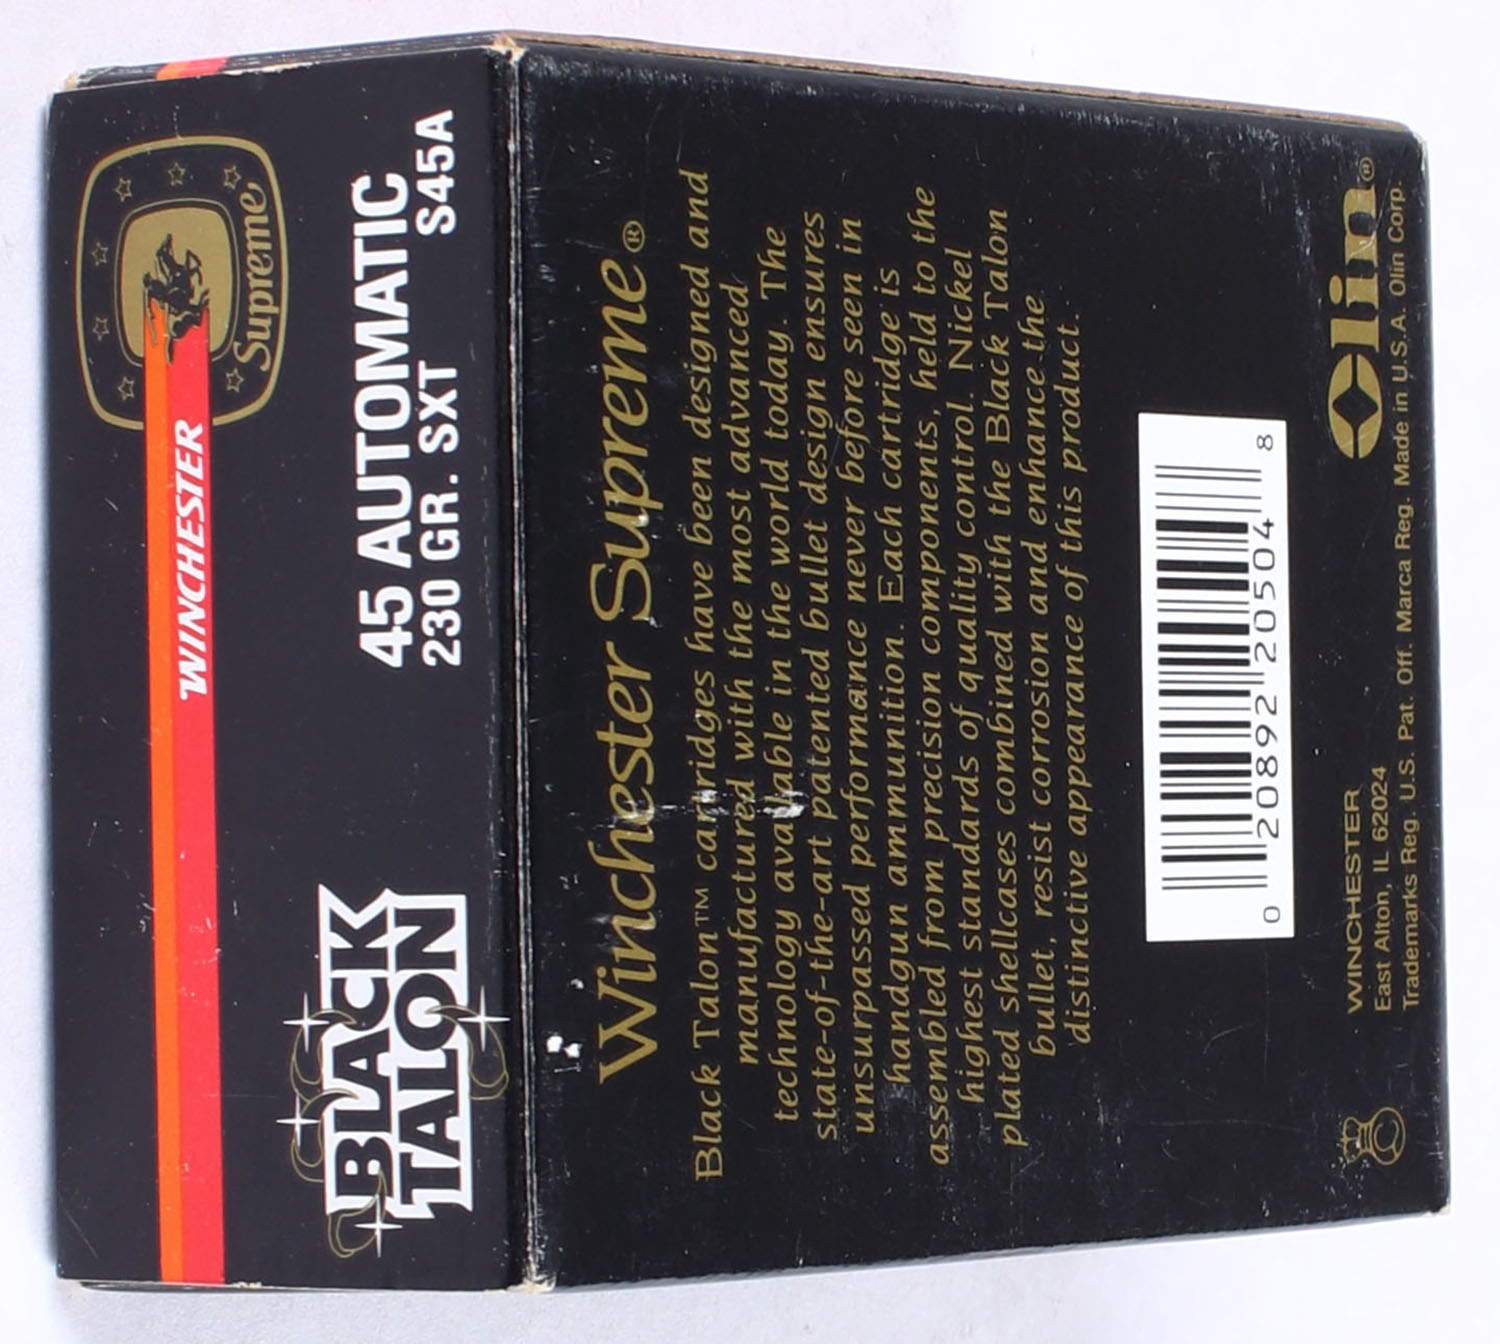 WINCHESTER
Supreme®
BLACK
TALON
45 AUTOMATIC
230 GR. SXT S45A
Winchester Supreme®
Black Talon™ cartridges have been designed and
manufactured with the most advanced
technology available in the world today. The
state-of-the-art patented bullet design ensures
unsurpassed performance never before seen in
handgun ammunition. Each cartridge is
assembled from precision components, held to the
highest standards of quality control. Nickel
plated shellcases combined with the Black Talon
bullet, resist corrosion and enhance the
distinctive appearance of this product.
0 20892 20504 8
WINCHESTER
East Alton, IL 62024
Olin®
Trademarks Reg. U.S. Pat. Off. Marca Reg. Made in U.S.A. Olin Corp.